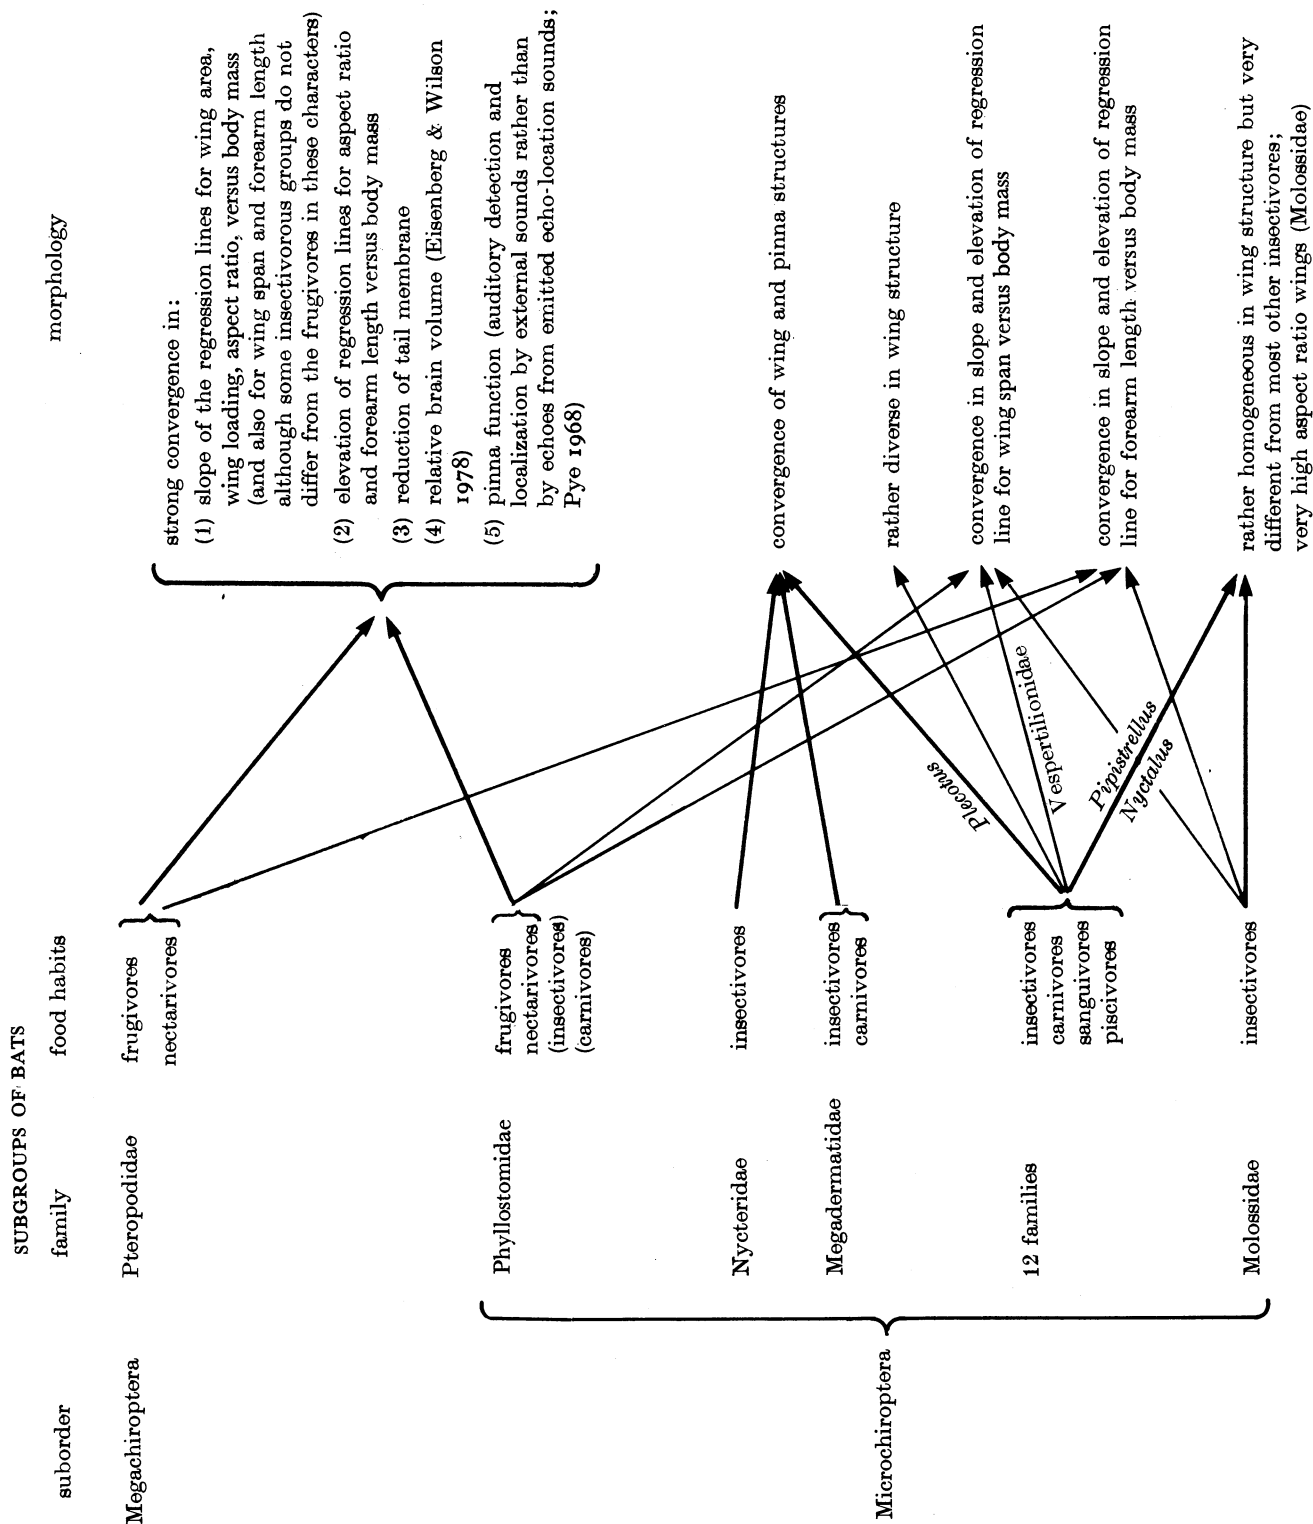 SUBGROUPS OF BATS
suborder
family
food habits
morphology
Megachiroptera
Pteropodidae
frugivores
nectarivores
strong convergence in:
(1) slope of the regression lines for wing area,
wing loading, aspect ratio, versus body mass
(and also for wing span and forearm length
although some insectivorous groups do not
differ from the frugivores in these characters)
(2) elevation of regression lines for aspect ratio
and forearm length versus body mass
(3) reduction of tail membrane
(4) relative brain volume (Eisenberg & Wilson
1978)
(5) pinna function (auditory detection and
localization by external sounds rather than
by echoes from emitted echo-location sounds;
Pye 1968)
Microchiroptera
Phyllostomidae
frugivores
nectarivores
(insectivores)
(carnivores)
Nycteridae
insectivores
convergence of wing and pinna structures
Megadermatidae
insectivores
carnivores
rather diverse in wing structure
12 families
insectivores
carnivores
sanguivores
piscivores
Plecotus
Vespertilionidae
Pipistrellus
Nyctalus
convergence in slope and elevation of regression
line for wing span versus body mass
convergence in slope and elevation of regression
line for forearm length versus body mass
Molossidae
insectivores
rather homogeneous in wing structure but very
different from most other insectivores;
very high aspect ratio wings (Molossidae)